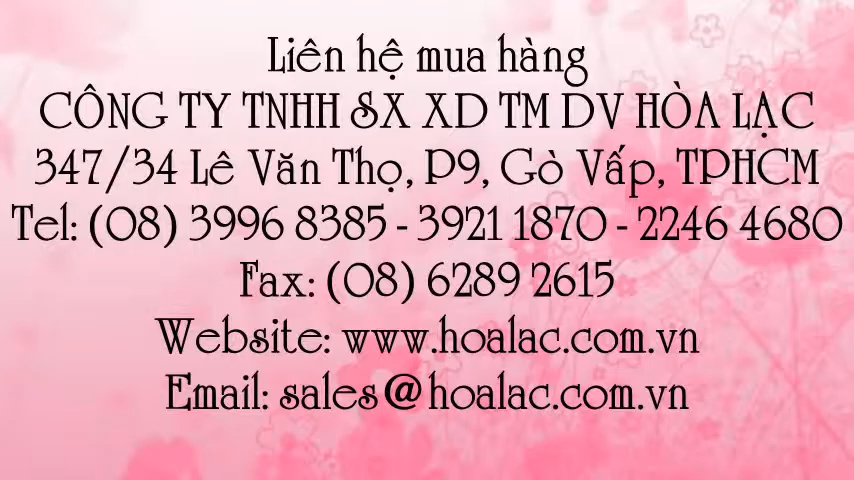 Liên hệ mua hàng
CÔNG TY TNHH SX XD TM DV HÒA LẠC
347/34 Lê Văn Thọ, P9, Gò Vấp, TPHCM
Tel: (08) 3996 8385 - 3921 1870 - 2246 4680
Fax: (08) 6289 2615
Website: www.hoalac.com.vn
Email: sales@hoalac.com.vn